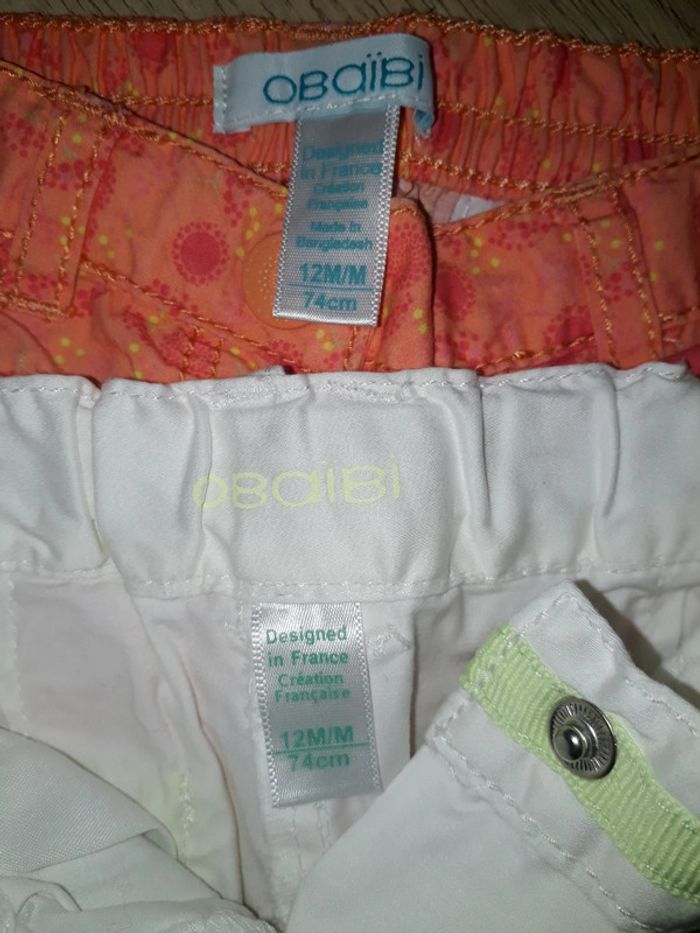 OBaïBi
Designed
in France
Création
Française
Made in
Bangladesh
12M/M
74cm
OBaïBi
Designed
in France
Création
Française
12M/M
74cm